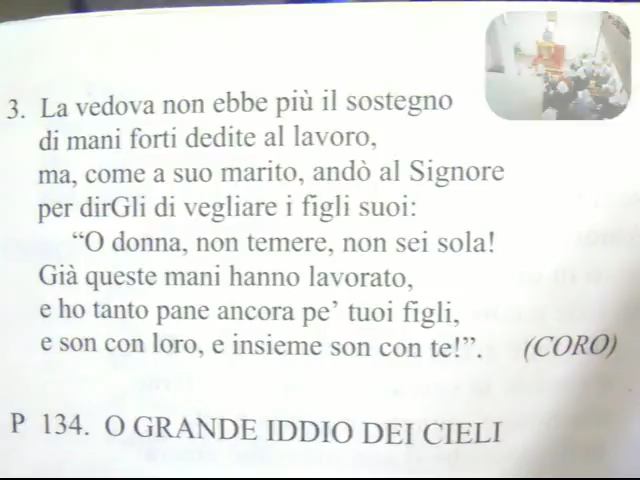 3. La vedova non ebbe più il sostegno
di mani forti dedite al lavoro,
ma, come a suo marito, andò al Signore
per dirGli di vegliare i figli suoi:
“O donna, non temere, non sei sola!
Già queste mani hanno lavorato,
e ho tanto pane ancora pe’ tuoi figli,
e son con loro, e insieme son con te!”. (CORO)
P 134. O GRANDE IDDIO DEI CIELI